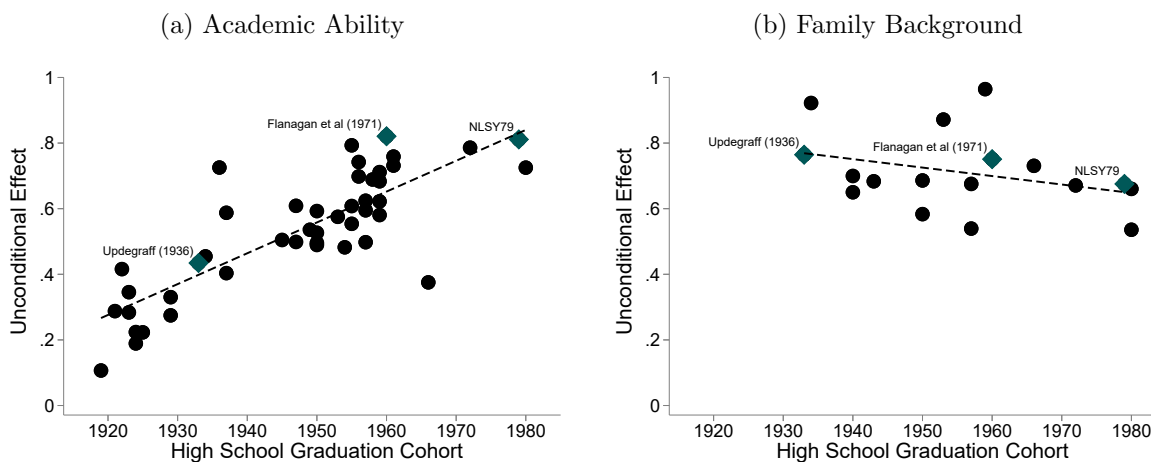 (a) Academic Ability
Unconditional Effect
1
.8
.6
.4
.2
0
Flanagan et al (1971)
NLSY79
Updegraff (1936)
1920 1930 1940 1950 1960 1970 1980
High School Graduation Cohort
(b) Family Background
Unconditional Effect
1
.8
.6
.4
.2
0
Updegraff (1936)
Flanagan et al (1971)
NLSY79
1920 1930 1940 1950 1960 1970 1980
High School Graduation Cohort